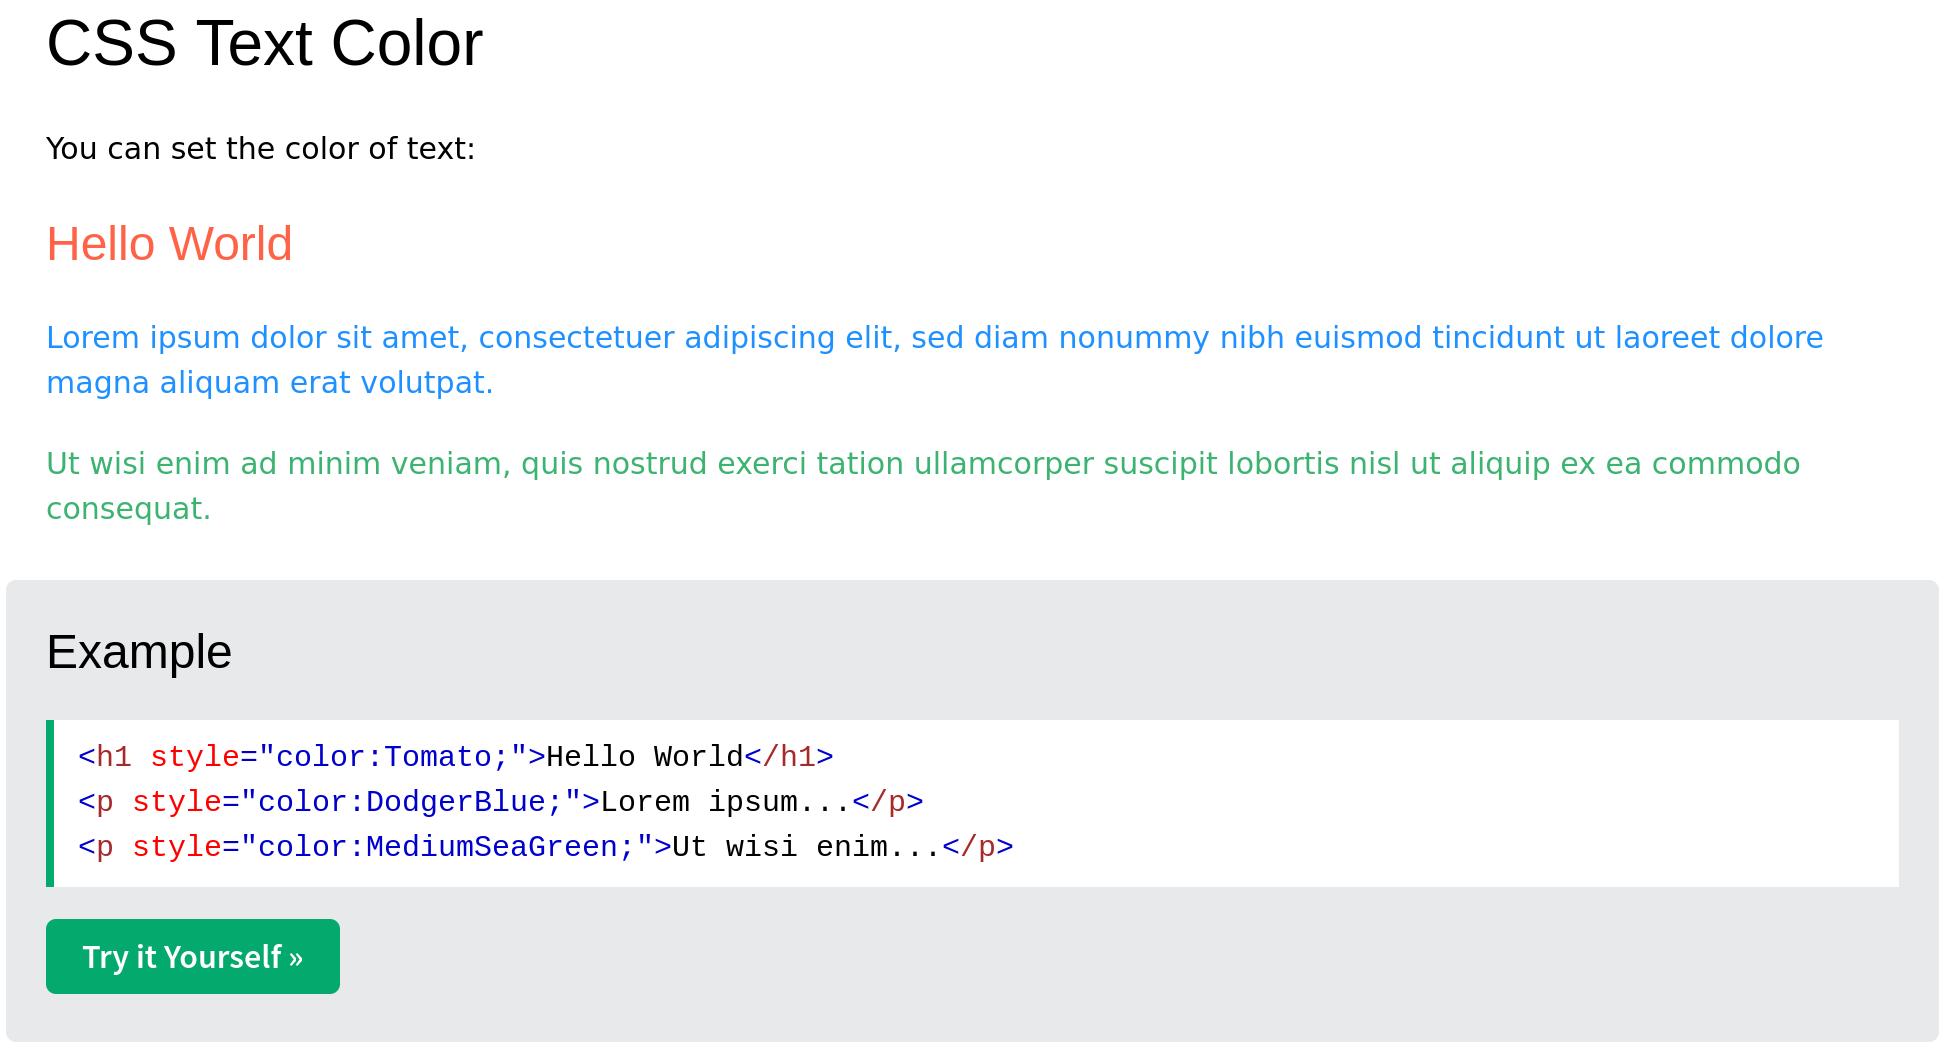 CSS Text Color
You can set the color of text:
Hello World
Lorem ipsum dolor sit amet, consectetuer adipiscing elit, sed diam nonummy nibh euismod tincidunt ut laoreet dolore
magna aliquam erat volutpat.
Ut wisi enim ad minim veniam, quis nostrud exerci tation ullamcorper suscipit lobortis nisl ut aliquip ex ea commodo
consequat.
Example
<h1 style="color:Tomato;">Hello World</h1>
<p style="color:DodgerBlue;">Lorem ipsum...</p>
<p style="color:MediumSeaGreen;">Ut wisi enim...</p>
Try it Yourself »